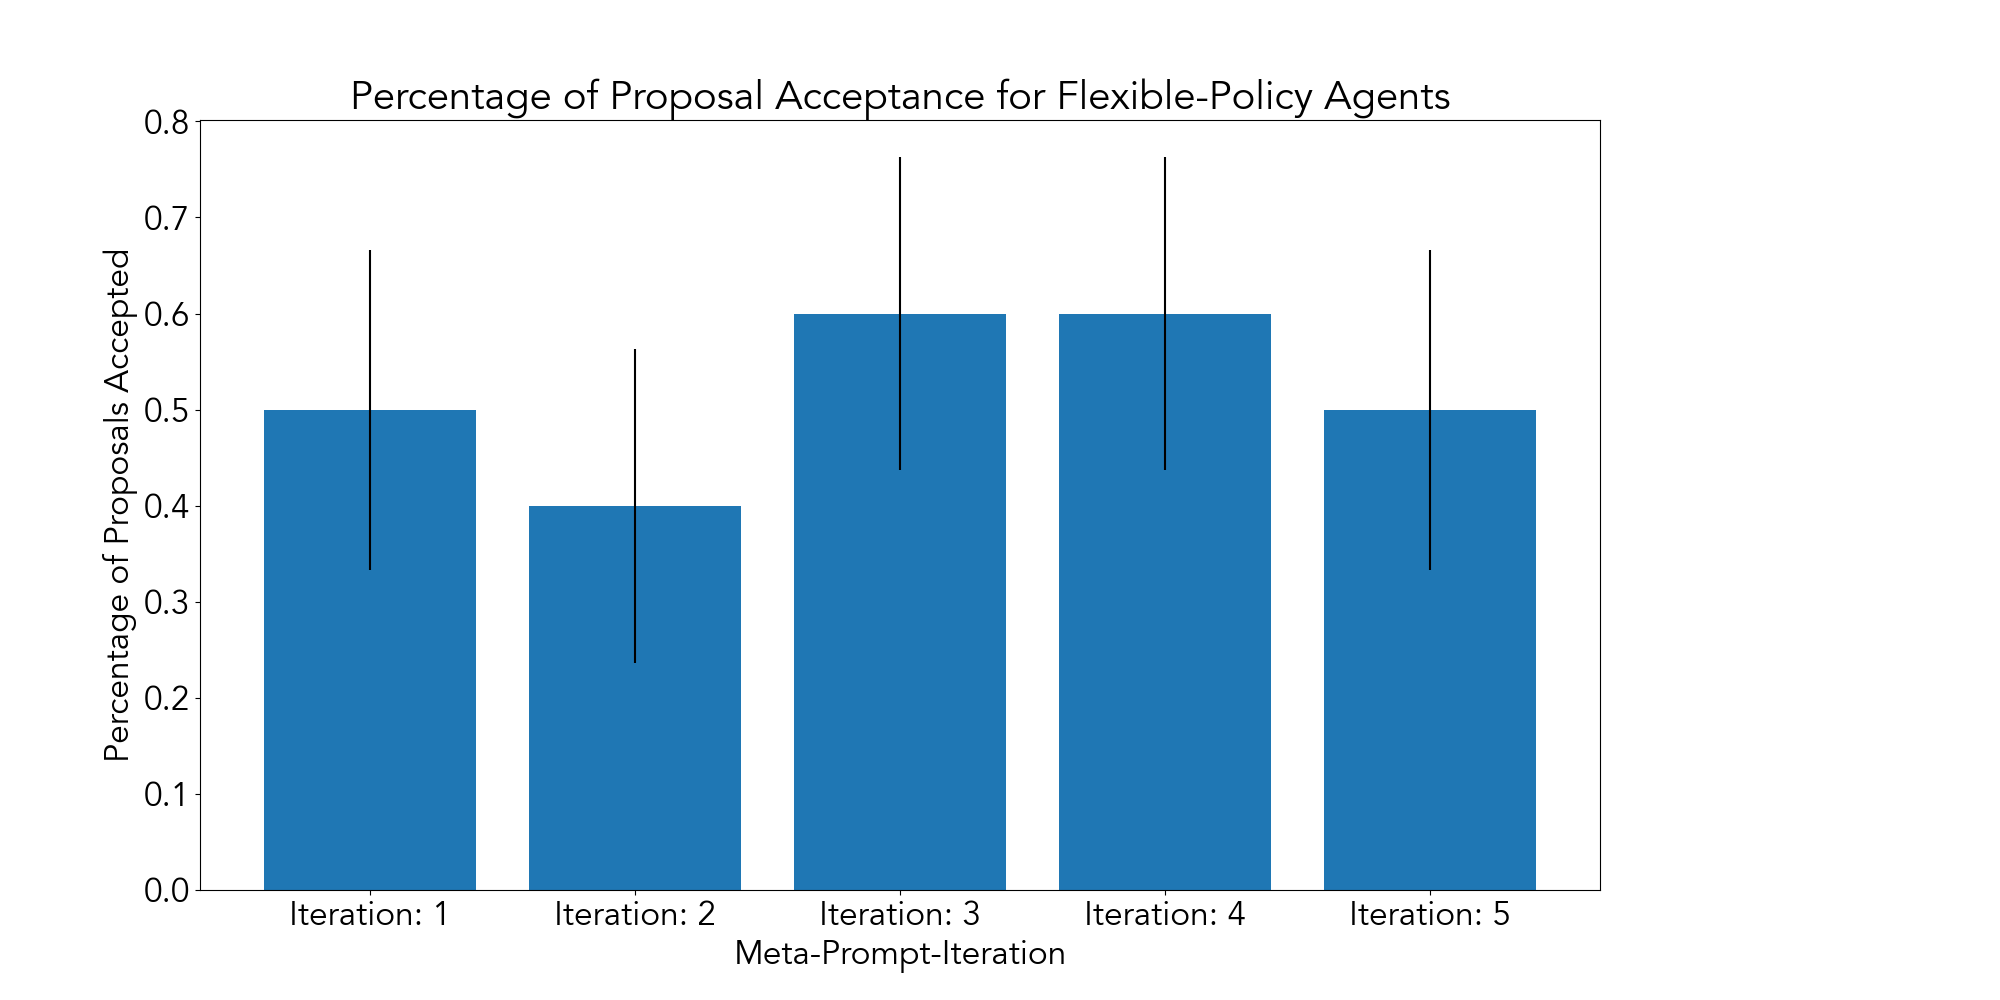 Percentage of Proposal Acceptance for Flexible-Policy Agents
Percentage of Proposals Accepted
0.8
0.7
0.6
0.5
0.4
0.3
0.2
0.1
0.0
Iteration: 1 Iteration: 2 Iteration: 3 Iteration: 4 Iteration: 5
Meta-Prompt-Iteration